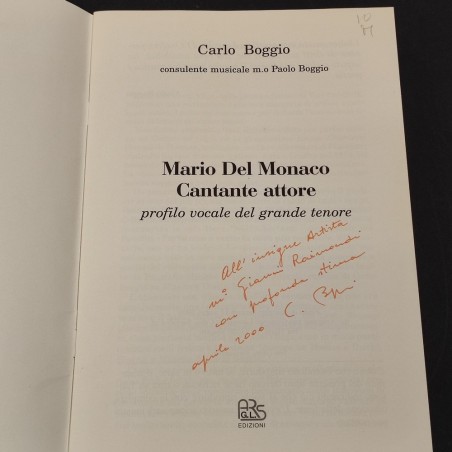 10
M
Carlo Boggio
consulente musicale m.o Paolo Boggio
Mario Del Monaco
Cantante attore
profilo vocale del grande tenore
All'insigne Artista
m.° Gianni Raimondi
con profonda stima
aprile 2000 C. Boggio
ARS
G.L.
EDIZIONI